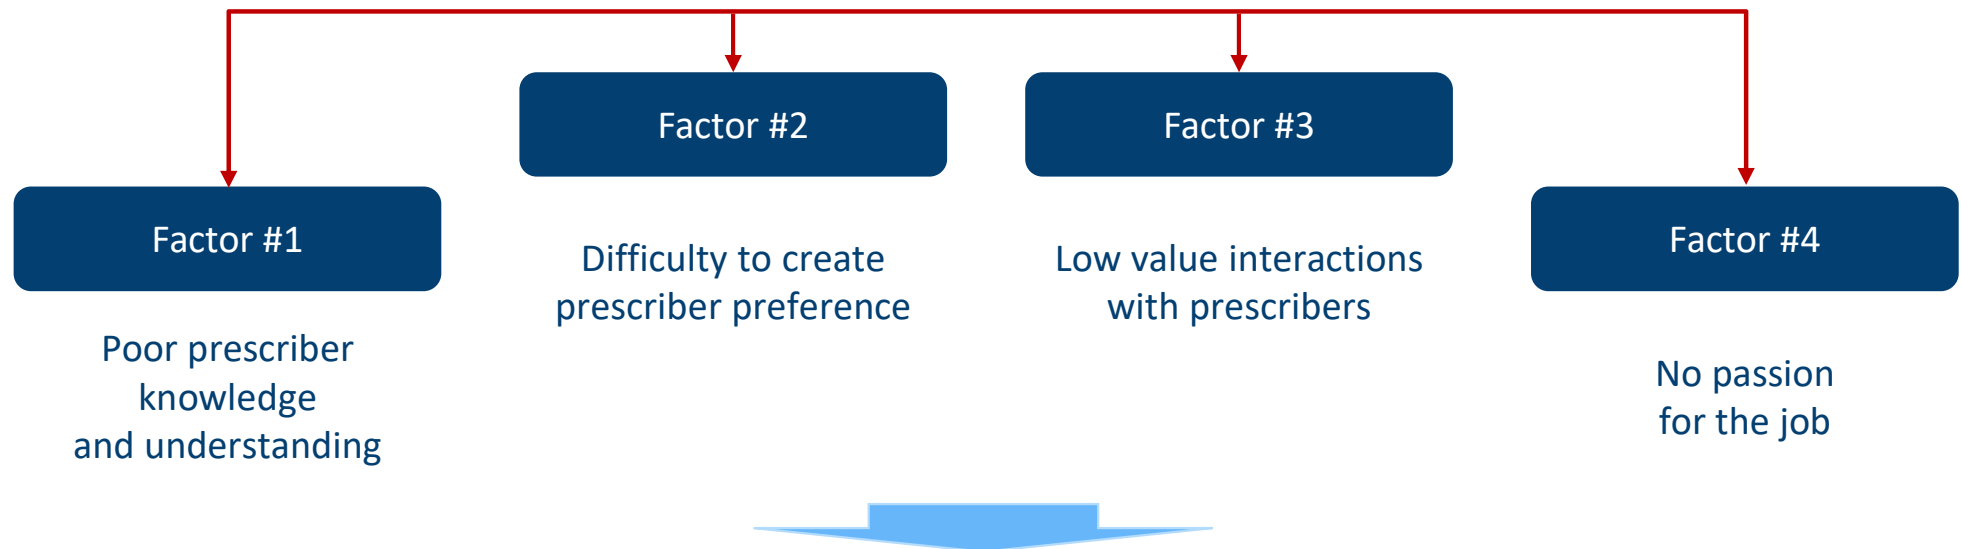 Factor #1
Poor prescriber
knowledge
and understanding
Factor #2
Difficulty to create
prescriber preference
Factor #3
Low value interactions
with prescribers
Factor #4
No passion
for the job